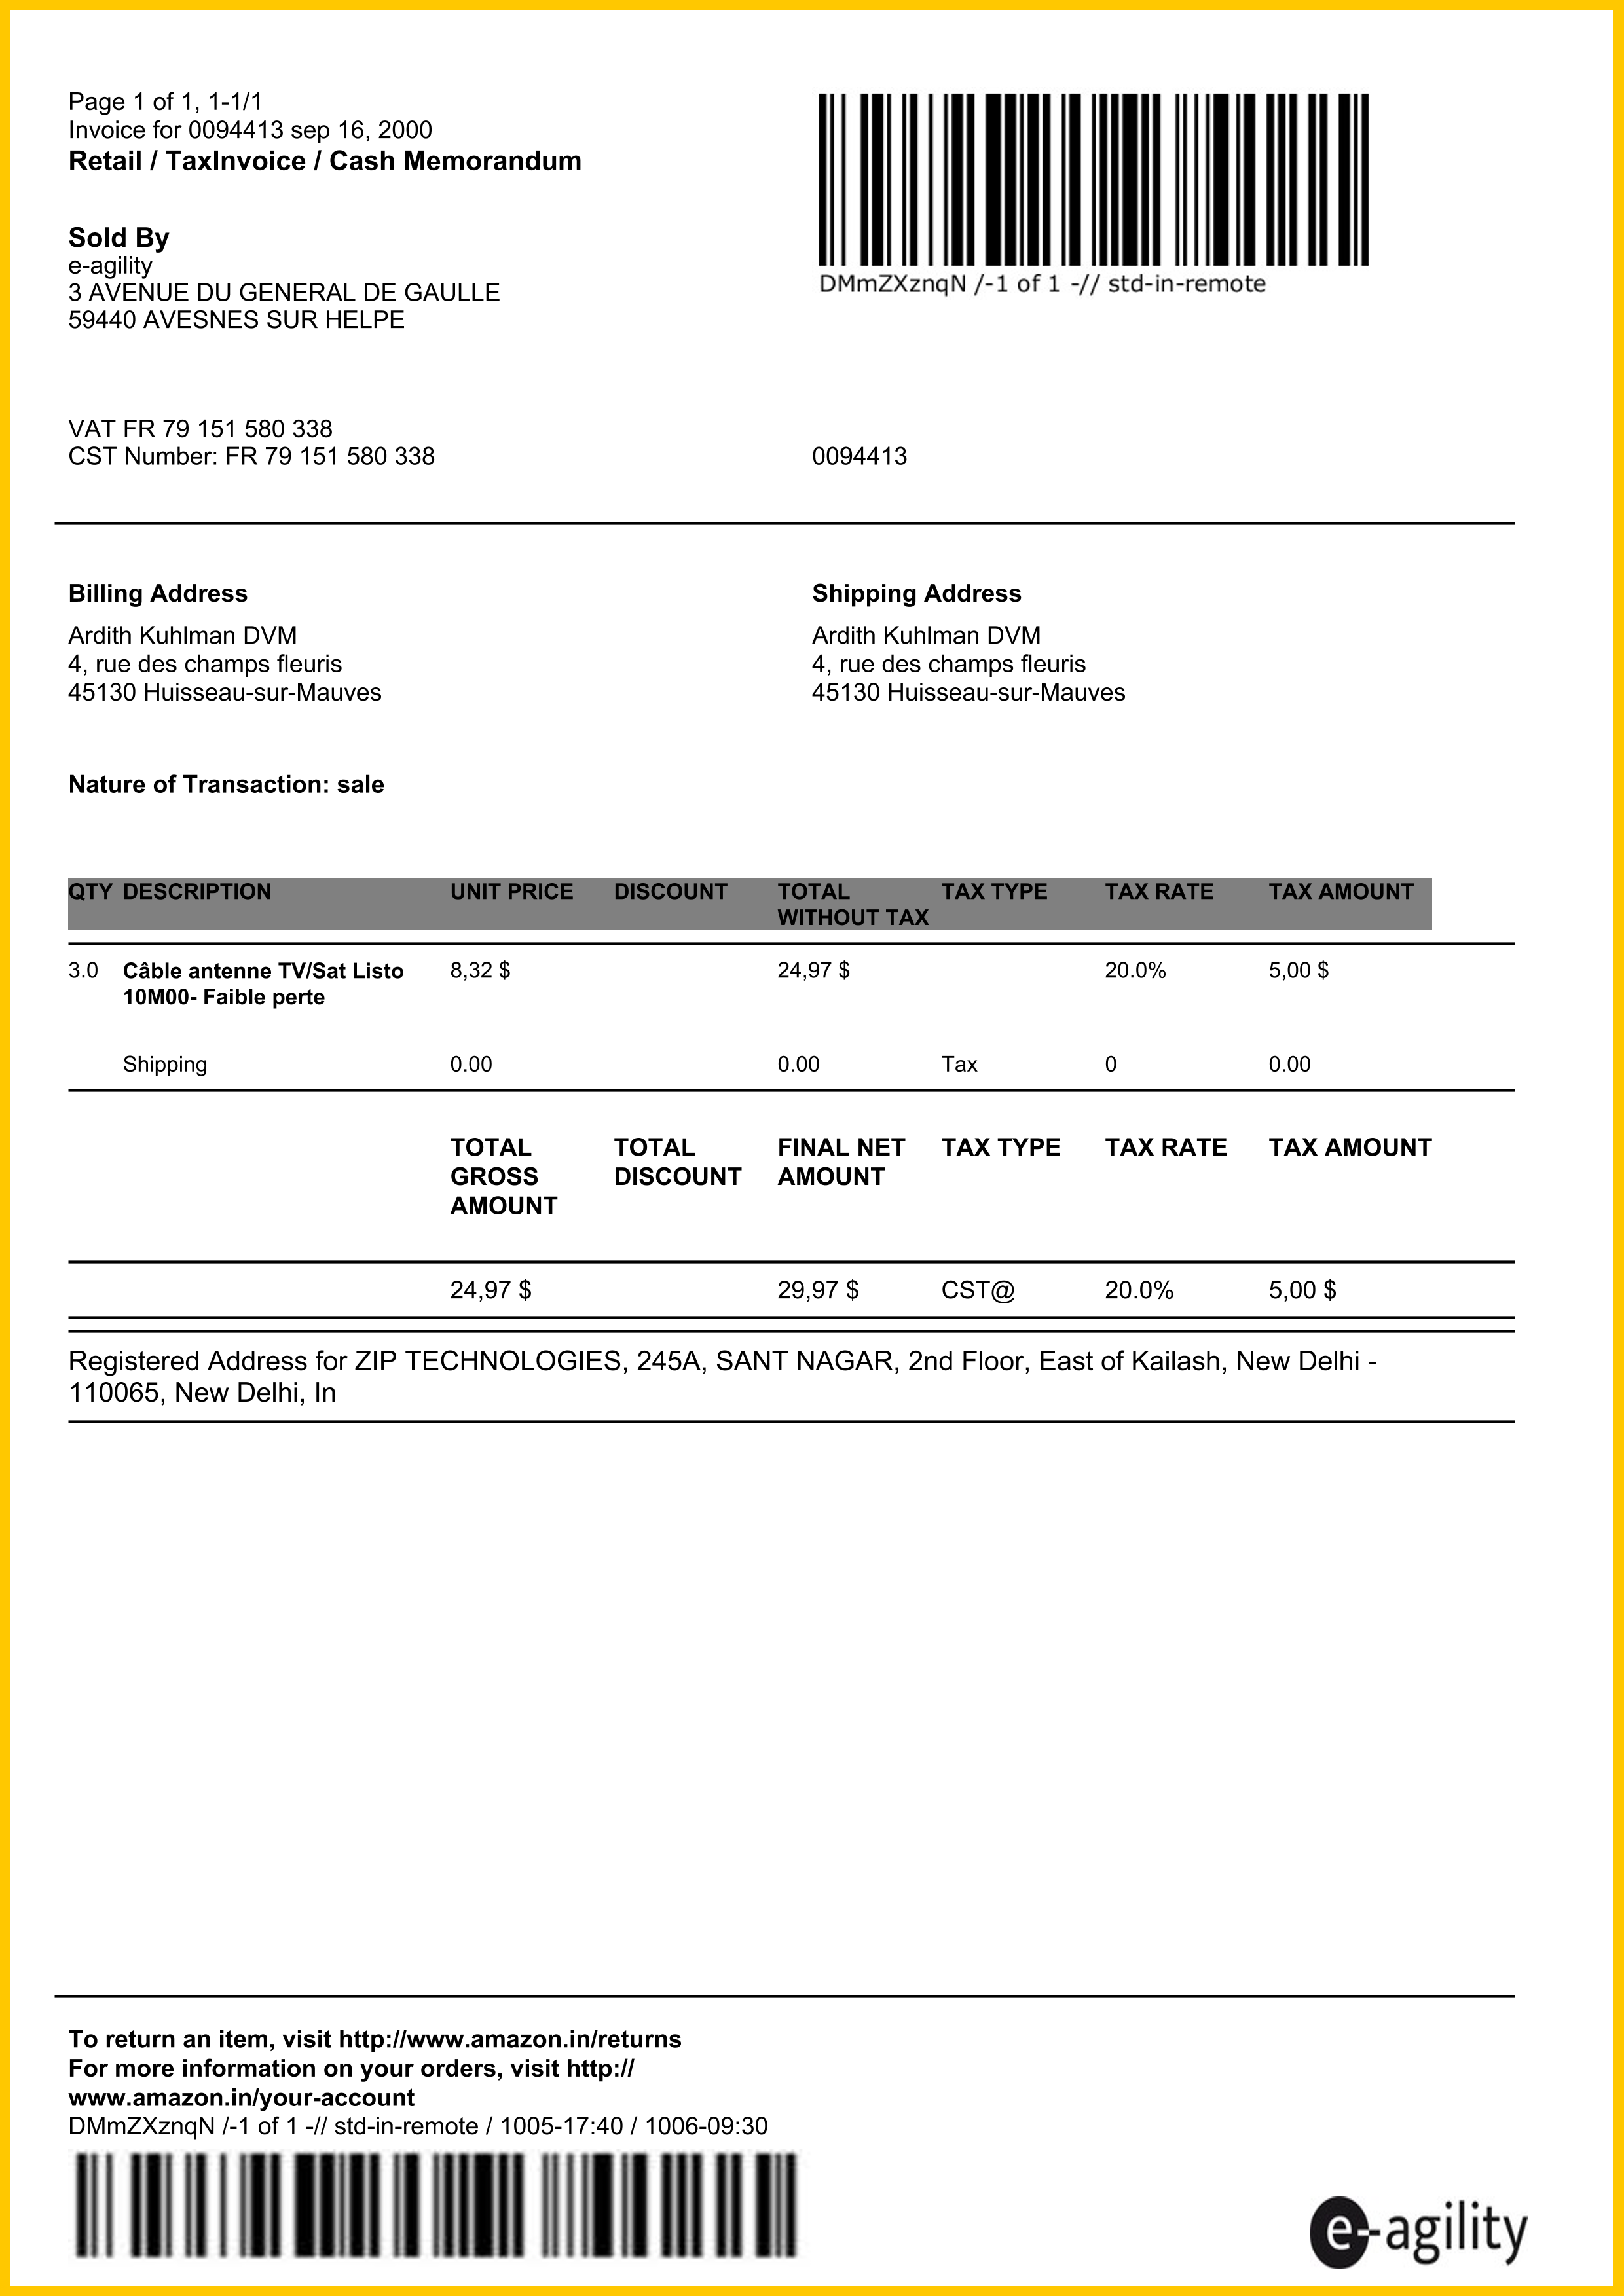 Page 1 of 1, 1-1/1
Invoice for 0094413 sep 16, 2000
Retail / TaxInvoice / Cash Memorandum
DMmZXznqN /-1 of 1 -// std-in-remote
Sold By
e-agility
3 AVENUE DU GENERAL DE GAULLE
59440 AVESNES SUR HELPE
VAT FR 79 151 580 338
CST Number: FR 79 151 580 338
0094413
Billing Address
Ardith Kuhlman DVM
4, rue des champs fleuris
45130 Huisseau-sur-Mauves
Shipping Address
Ardith Kuhlman DVM
4, rue des champs fleuris
45130 Huisseau-sur-Mauves
Nature of Transaction: sale
QTY DESCRIPTION UNIT PRICE DISCOUNT TOTAL TAX TYPE TAX RATE TAX AMOUNT
WITHOUT TAX
3.0 Câble antenne TV/Sat Listo 8,32 $ 24,97 $ 20.0% 5,00 $
10M00- Faible perte
Shipping 0.00 0.00 Tax 0 0.00
TOTAL TOTAL FINAL NET TAX TYPE TAX RATE TAX AMOUNT
GROSS DISCOUNT AMOUNT
AMOUNT
24,97 $ 29,97 $ CST@ 20.0% 5,00 $
Registered Address for ZIP TECHNOLOGIES, 245A, SANT NAGAR, 2nd Floor, East of Kailash, New Delhi -
110065, New Delhi, In
To return an item, visit http://www.amazon.in/returns
For more information on your orders, visit http://
www.amazon.in/your-account
DMmZXznqN /-1 of 1 -// std-in-remote / 1005-17:40 / 1006-09:30
e-agility